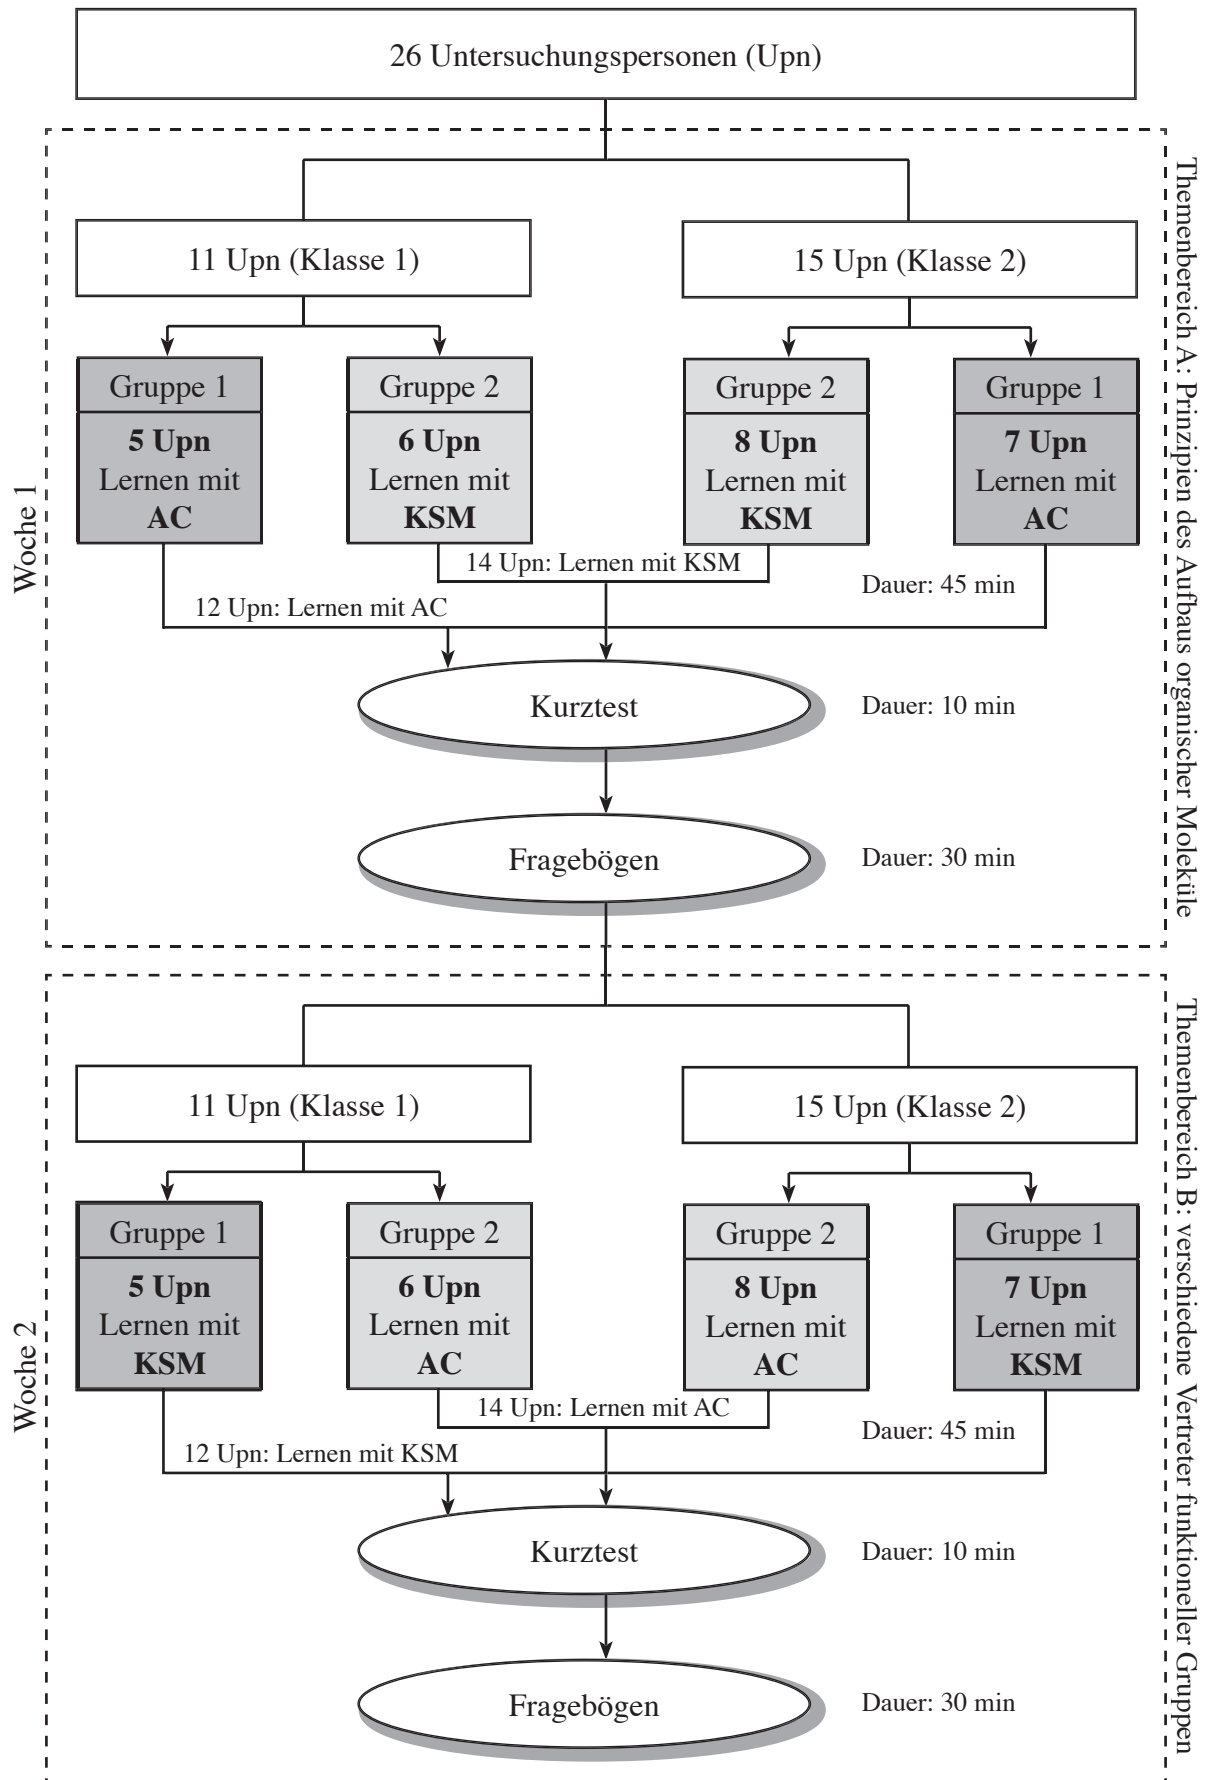 26 Untersuchungspersonen (Upn)
Woche 1
Themenbereich A: Prinzipien des Aufbaus organischer Moleküle
11 Upn (Klasse 1)
15 Upn (Klasse 2)
Gruppe 1
5 Upn
Lernen mit
AC
Gruppe 2
6 Upn
Lernen mit
KSM
Gruppe 2
8 Upn
Lernen mit
KSM
Gruppe 1
7 Upn
Lernen mit
AC
14 Upn: Lernen mit KSM
Dauer: 45 min
12 Upn: Lernen mit AC
Kurztest
Dauer: 10 min
Fragebögen
Dauer: 30 min
Woche 2
Themenbereich B: verschiedene Vertreter funktioneller Gruppen
11 Upn (Klasse 1)
15 Upn (Klasse 2)
Gruppe 1
5 Upn
Lernen mit
KSM
Gruppe 2
6 Upn
Lernen mit
AC
Gruppe 2
8 Upn
Lernen mit
AC
Gruppe 1
7 Upn
Lernen mit
KSM
14 Upn: Lernen mit AC
Dauer: 45 min
12 Upn: Lernen mit KSM
Kurztest
Dauer: 10 min
Fragebögen
Dauer: 30 min